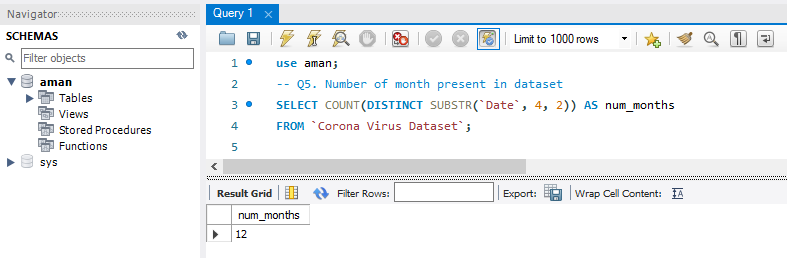 Navigator
SCHEMAS
Filter objects
aman
Tables
Views
Stored Procedures
Functions
sys
Query 1
Limit to 1000 rows
1 use aman;
2 -- Q5. Number of month present in dataset
3 SELECT COUNT(DISTINCT SUBSTR(`Date`, 4, 2)) AS num_months
4 FROM `Corona Virus Dataset`;
5
Result Grid Filter Rows: Export: Wrap Cell Content:
num_months
12